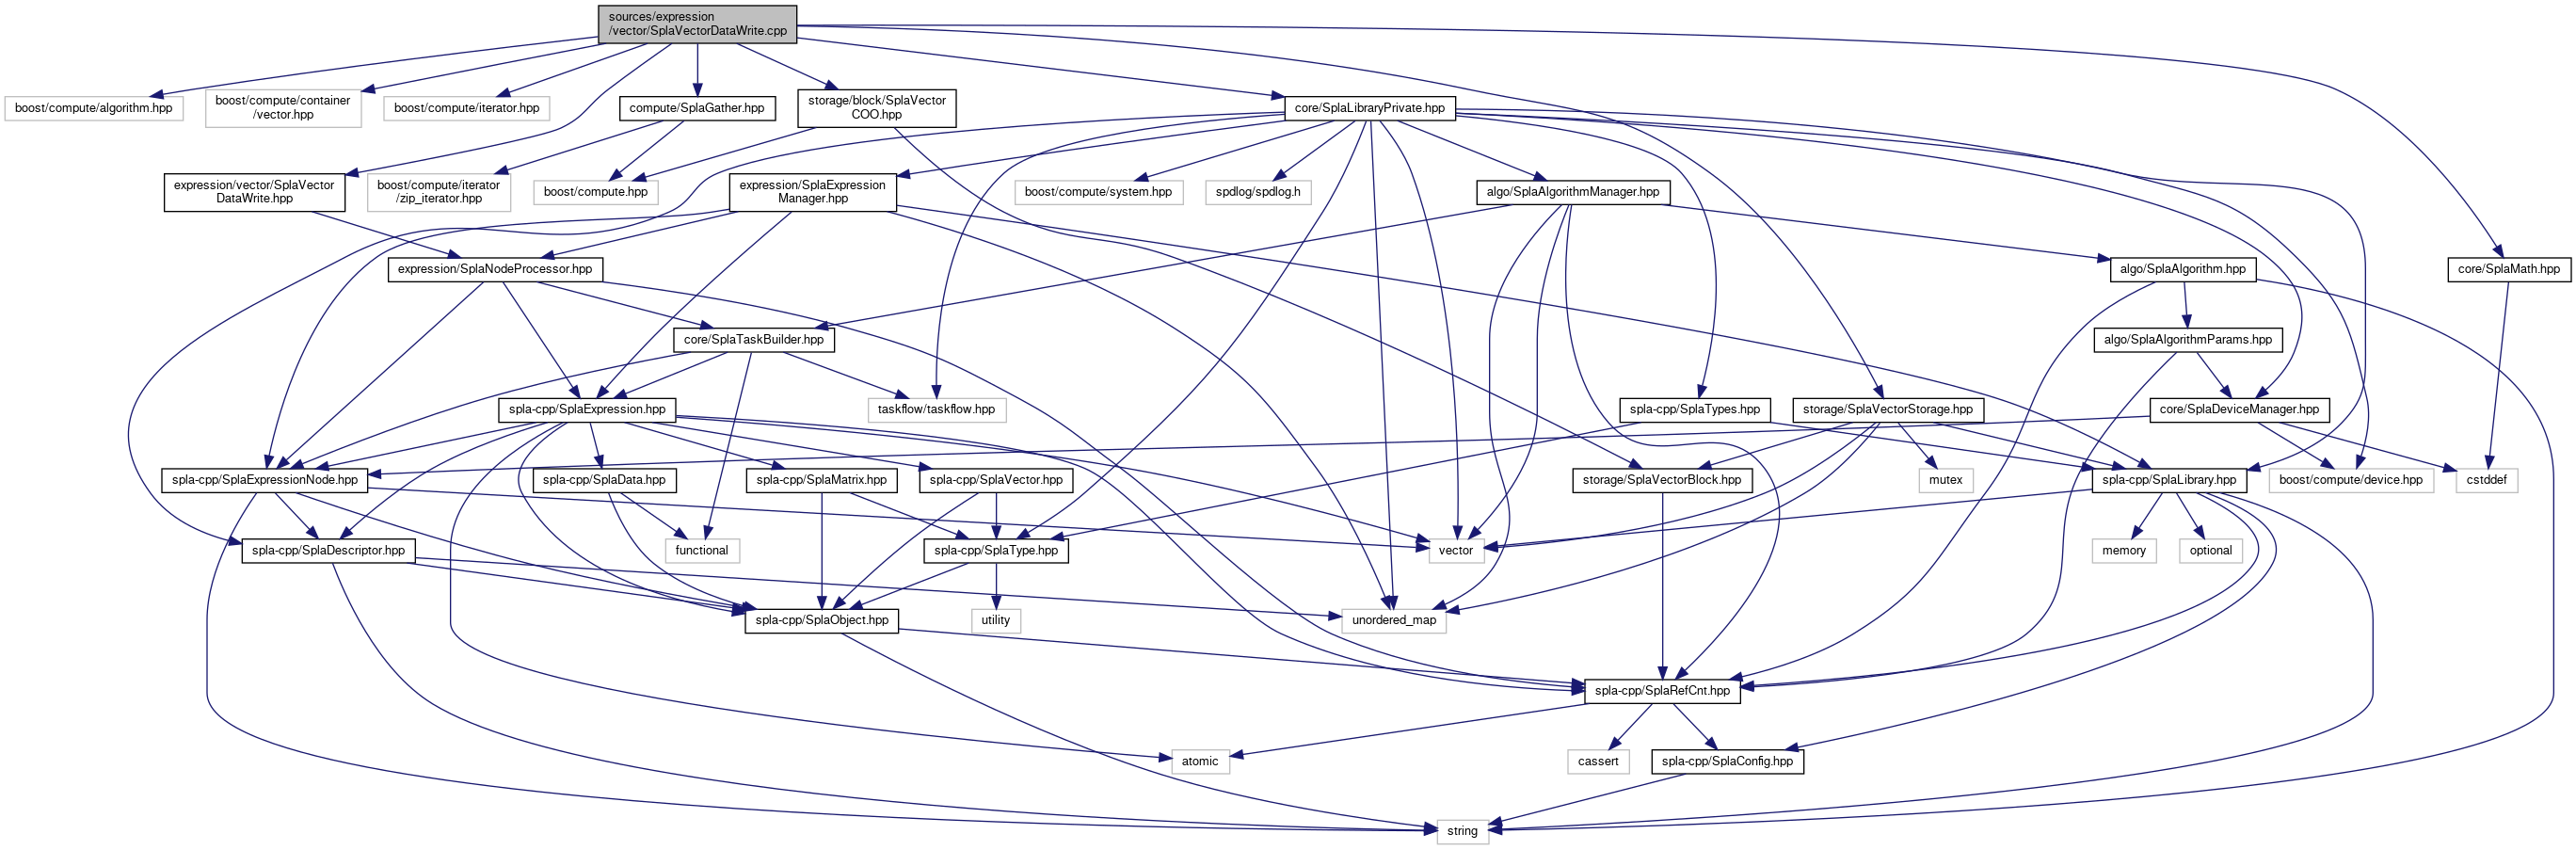 sources/expression
/vector/SplaVectorDataWrite.cpp
boost/compute/algorithm.hpp
boost/compute/container
/vector.hpp
boost/compute/iterator.hpp
compute/SplaGather.hpp
storage/block/SplaVector
COO.hpp
core/SplaLibraryPrivate.hpp
expression/vector/SplaVector
DataWrite.hpp
boost/compute/iterator
/zip_iterator.hpp
boost/compute.hpp
expression/SplaExpression
Manager.hpp
boost/compute/system.hpp
spdlog/spdlog.h
algo/SplaAlgorithmManager.hpp
expression/SplaNodeProcessor.hpp
algo/SplaAlgorithm.hpp
core/SplaMath.hpp
core/SplaTaskBuilder.hpp
algo/SplaAlgorithmParams.hpp
spla-cpp/SplaExpression.hpp
taskflow/taskflow.hpp
spla-cpp/SplaTypes.hpp
storage/SplaVectorStorage.hpp
core/SplaDeviceManager.hpp
spla-cpp/SplaExpressionNode.hpp
spla-cpp/SplaData.hpp
spla-cpp/SplaMatrix.hpp
spla-cpp/SplaVector.hpp
storage/SplaVectorBlock.hpp
mutex
spla-cpp/SplaLibrary.hpp
boost/compute/device.hpp
cstddef
spla-cpp/SplaDescriptor.hpp
functional
spla-cpp/SplaType.hpp
vector
memory
optional
spla-cpp/SplaObject.hpp
utility
unordered_map
spla-cpp/SplaRefCnt.hpp
atomic
cassert
spla-cpp/SplaConfig.hpp
string